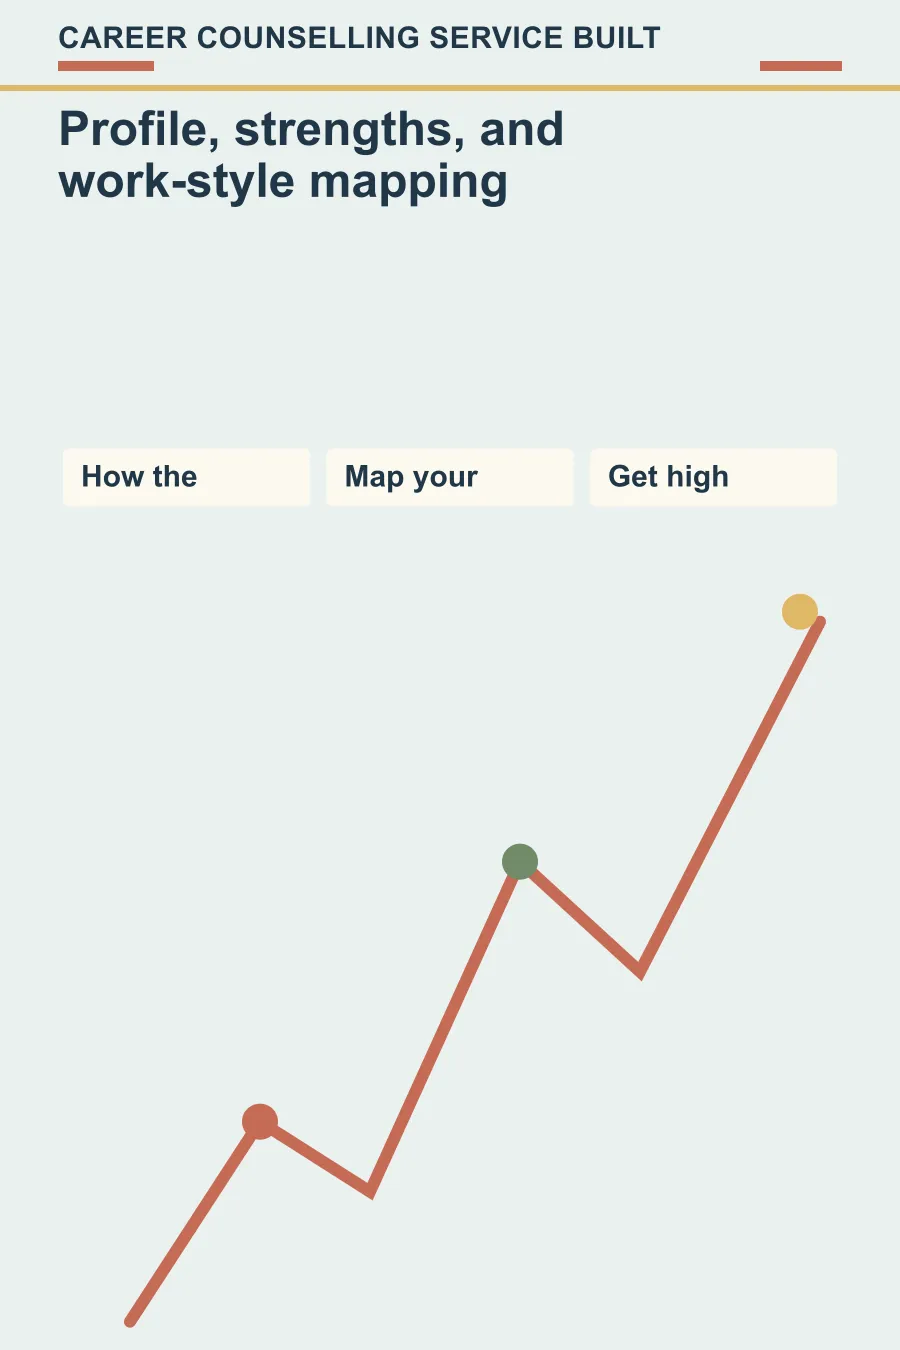 CAREER COUNSELLING SERVICE BUILT
Profile, strengths, and
work-style mapping
How the
Map your
Get high